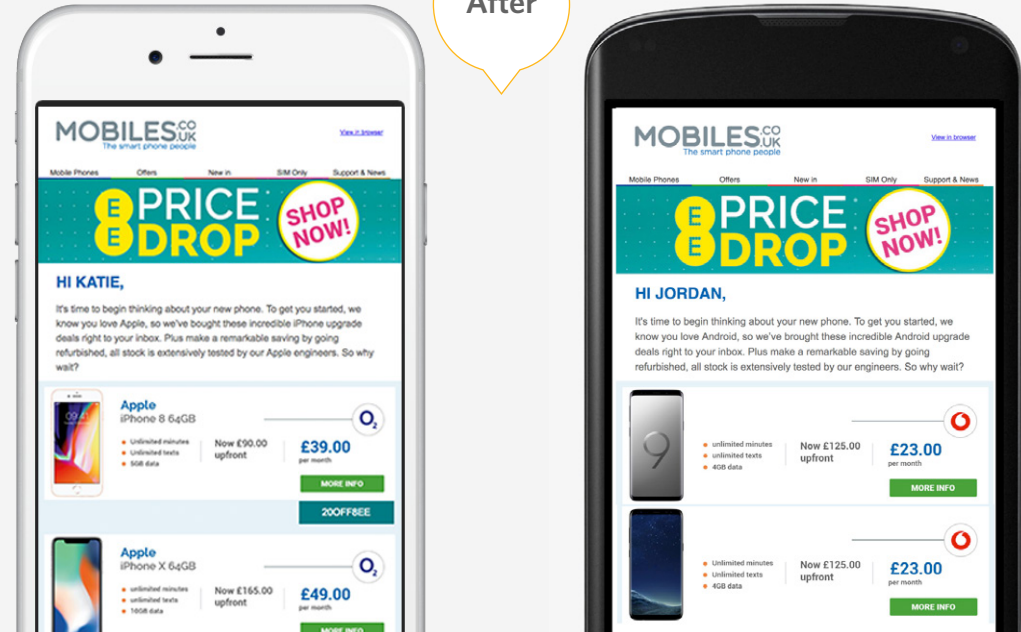 After
MOBILES.CO.UK
The smart phone people
View in browser
Mobile Phones Offers New in SIM Only Support & News
EE PRICE DROP SHOP NOW!
HI KATIE,
It's time to begin thinking about your new phone. To get you started, we
know you love Apple, so we've bought these incredible iPhone upgrade
deals right to your inbox. Plus make a remarkable saving by going
refurbished, all stock is extensively tested by our Apple engineers. So why
wait?
09:41
Apple
iPhone 8 64GB
O2
Unlimited minutes
Unlimited texts
5GB data
Now £90.00
upfront
£39.00
per month
MORE INFO
20OFF8EE
Apple
iPhone X 64GB
O2
unlimited minutes
unlimited texts
10GB data
Now £165.00
upfront
£49.00
per month
MORE INFO
MOBILES.CO.UK
The smart phone people
View in browser
Mobile Phones Offers New in SIM Only Support & News
EE PRICE DROP SHOP NOW!
HI JORDAN,
It's time to begin thinking about your new phone. To get you started, we
know you love Android, so we've brought these incredible Android upgrade
deals right to your inbox. Plus make a remarkable saving by going
refurbished, all stock is extensively tested by our engineers. So why wait?
9
unlimited minutes
unlimited texts
4GB data
Now £125.00
upfront
£23.00
per month
MORE INFO
Unlimited minutes
Unlimited texts
4GB data
Now £125.00
upfront
£23.00
per month
MORE INFO